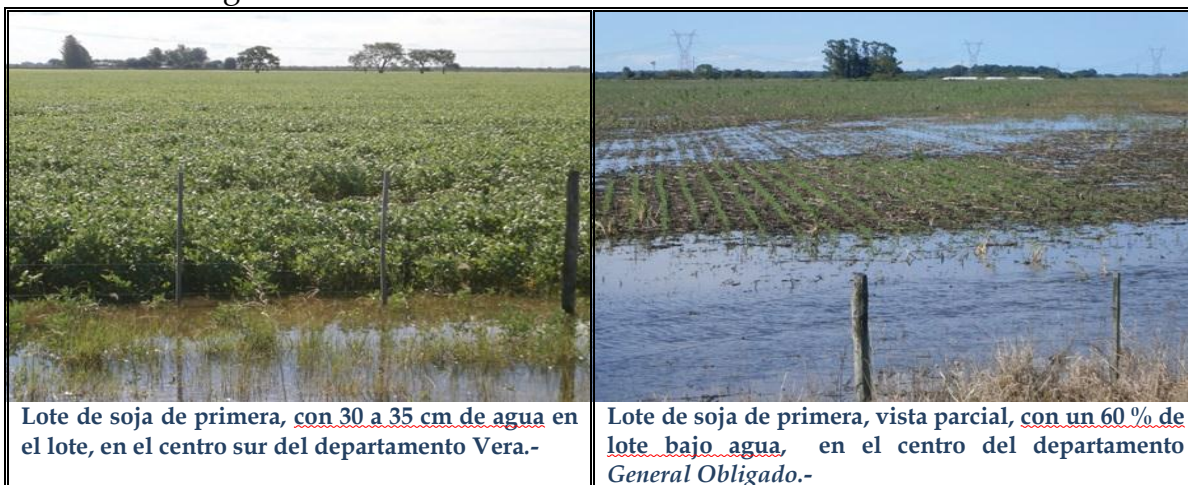 Lote de soja de primera, con 30 a 35 cm de agua en
el lote, en el centro sur del departamento Vera.-
Lote de soja de primera, vista parcial, con un 60 % de
lote bajo agua, en el centro del departamento
General Obligado.-